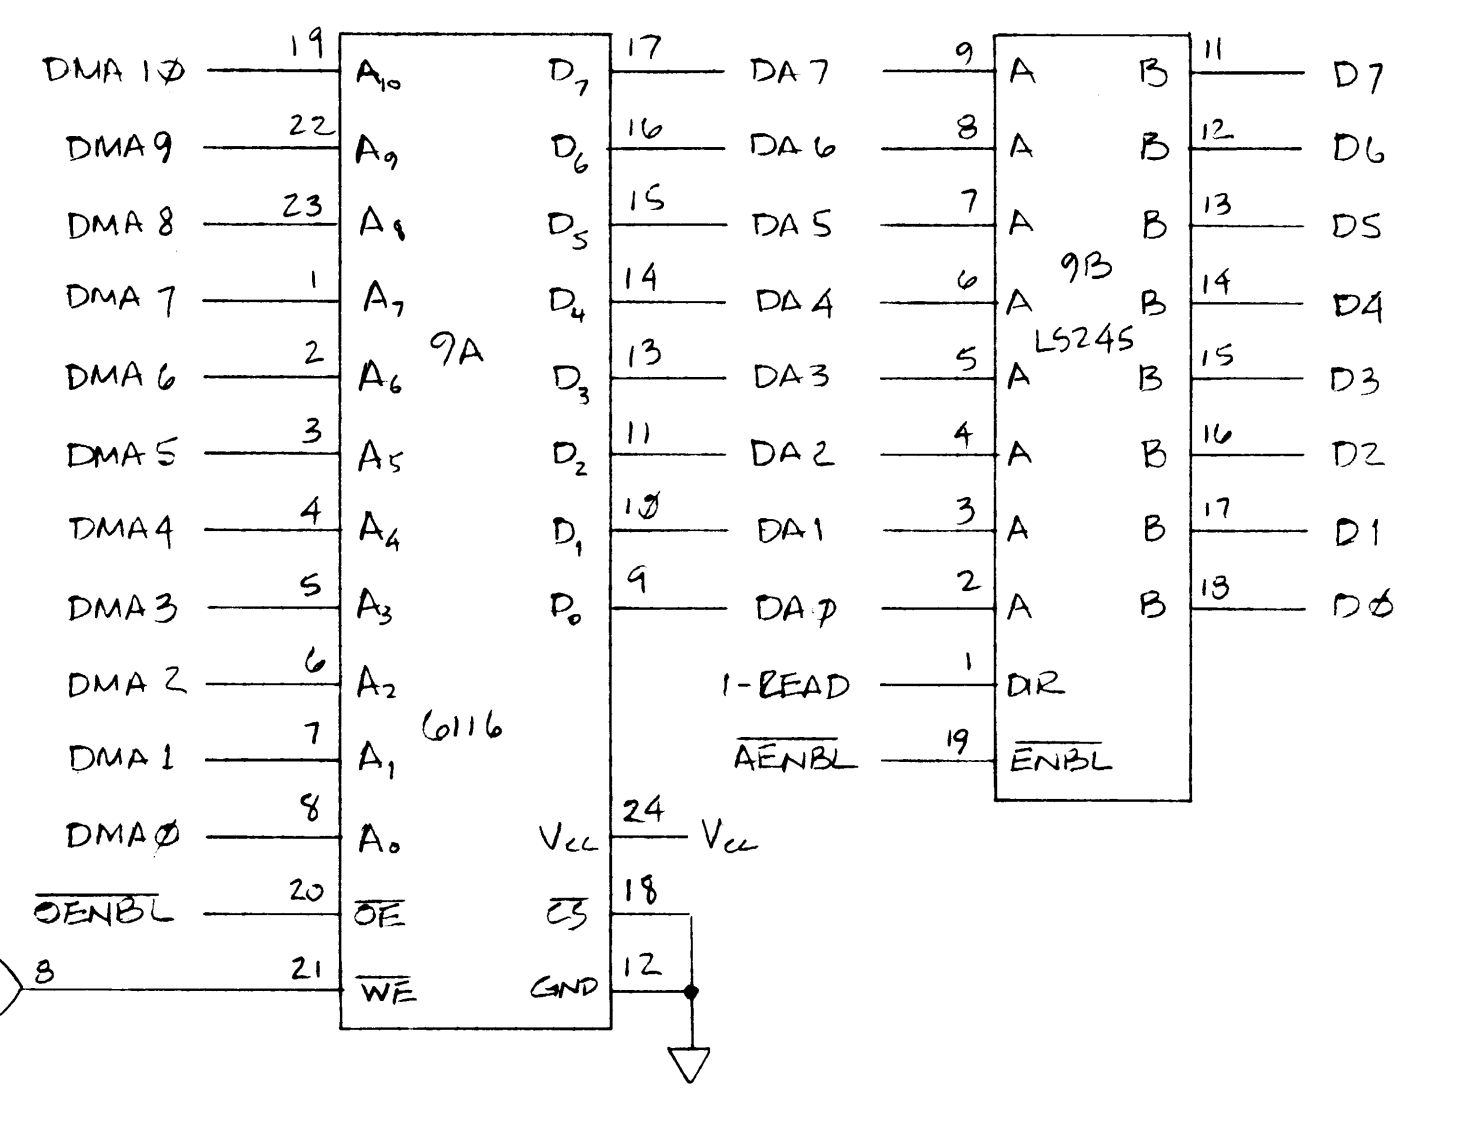 19 17 9 11
DMA 10 A10 D7 DA 7 A B D7
22 16 8 12
DMA 9 A9 D6 DA 6 A B D6
23 15 7 13
DMA 8 A8 D5 DA 5 A B D5
9B
1 14 6 14
DMA 7 A7 D4 DA 4 A B D4
9A LS245
2 13 5 15
DMA 6 A6 D3 DA 3 A B D3
3 11 4 16
DMA 5 A5 D2 DA 2 A B D2
4 10 3 17
DMA 4 A4 D1 DA 1 A B D1
5 9 2 18
DMA 3 A3 D0 DA 0 A B D0
6 1
DMA 2 A2 1-READ DIR
6116
7 19
DMA 1 A1 AENBL ENBL
8 24
DMA 0 A0 Vcc Vcc
20 18
OENBL OE CS
8 21 12
WE GND